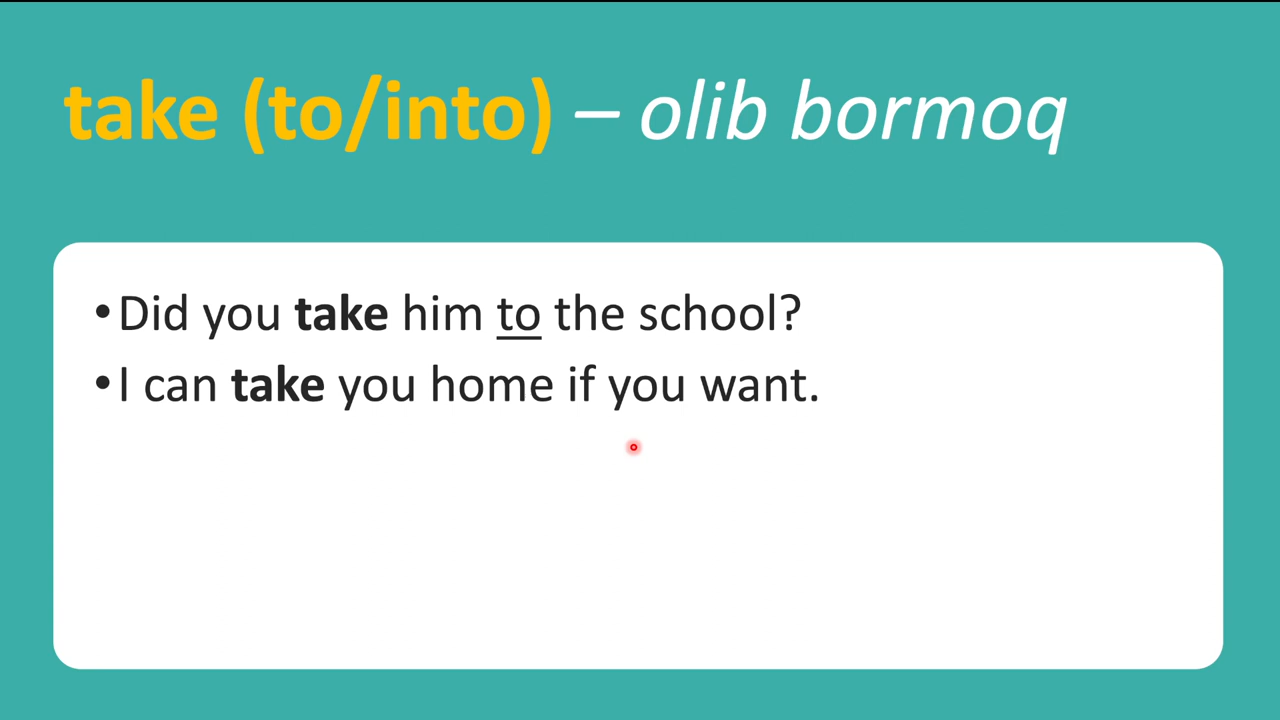 take (to/into) – olib bormoq
•Did you take him to the school?
•I can take you home if you want.